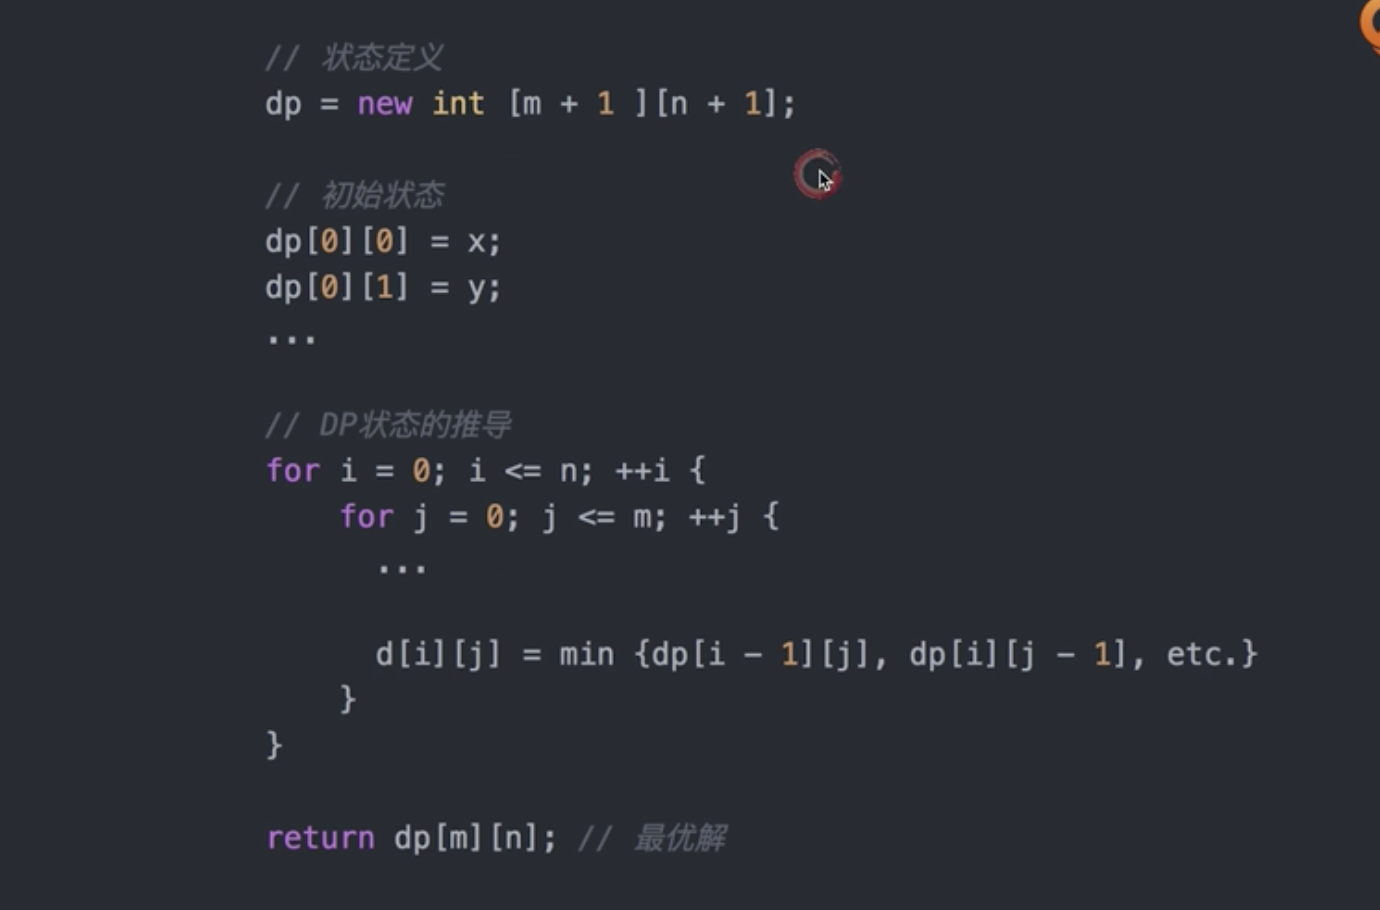 // 状态定义
dp = new int [m + 1 ][n + 1];
// 初始状态
dp[0][0] = x;
dp[0][1] = y;
...
// DP状态的推导
for i = 0; i <= n; ++i {
for j = 0; j <= m; ++j {
...
d[i][j] = min {dp[i - 1][j], dp[i][j - 1], etc.}
}
}
return dp[m][n]; // 最优解